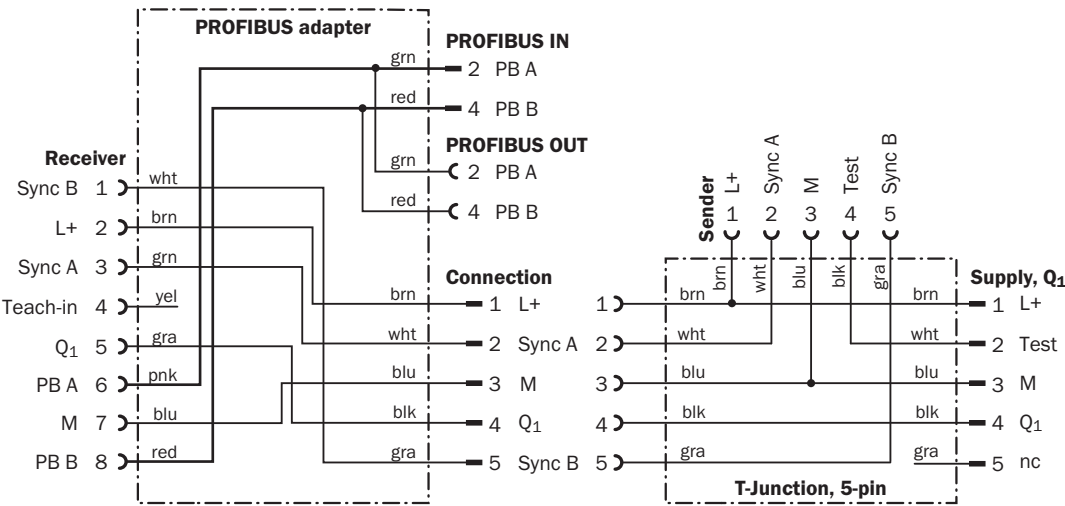 PROFIBUS adapter
PROFIBUS IN
grn 2 PB A
red 4 PB B
PROFIBUS OUT
grn 2 PB A
red 4 PB B
Receiver
Sync B 1 wht
L+ 2 brn
Sync A 3 grn
Teach-in 4 yel
Q1 5 gra
PB A 6 pnk
M 7 blu
PB B 8 red
Connection
brn 1 L+
wht 2 Sync A
blu 3 M
blk 4 Q1
gra 5 Sync B
Sender
L+ Sync A M Test Sync B
1 2 3 4 5
brn wht blu blk gra
Supply, Q1
1 brn brn 1 L+
2 wht wht 2 Test
3 blu blu 3 M
4 blk blk 4 Q1
5 gra gra 5 nc
T-Junction, 5-pin